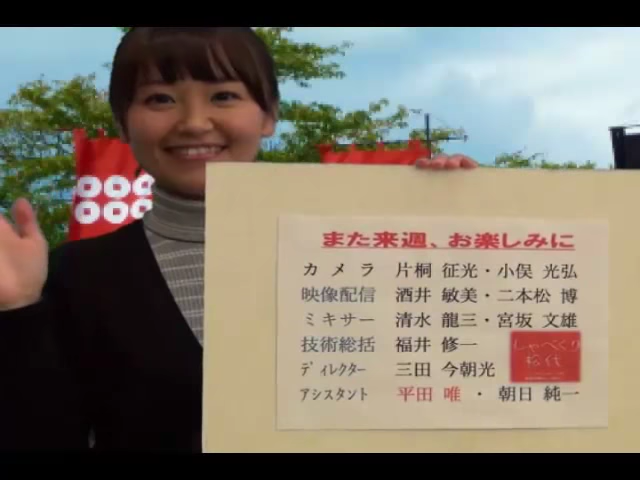 また来週、お楽しみに
カメラ 片桐 征光・小俣 光弘
映像配信 酒井 敏美・二本松 博
ミキサー 清水 龍三・宮坂 文雄
技術総括 福井 修一
ディレクター 三田 今朝光
アシスタント 平田 唯 ・ 朝日 純一
しゃべくり
松代